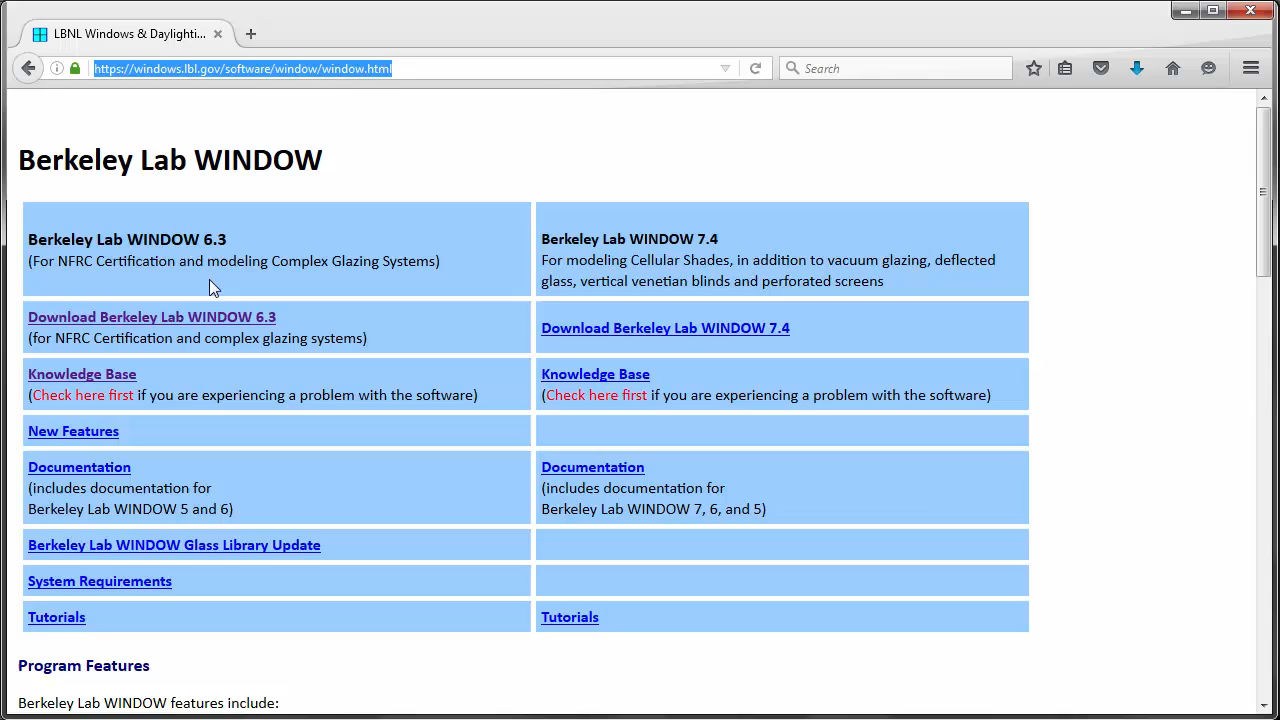 LBNL Windows & Daylighti...
https://windows.lbl.gov/software/window/window.html
Search
Berkeley Lab WINDOW
Berkeley Lab WINDOW 6.3
(For NFRC Certification and modeling Complex Glazing Systems)
Berkeley Lab WINDOW 7.4
For modeling Cellular Shades, in addition to vacuum glazing, deflected
glass, vertical venetian blinds and perforated screens
Download Berkeley Lab WINDOW 6.3
(for NFRC Certification and complex glazing systems)
Download Berkeley Lab WINDOW 7.4
Knowledge Base
(Check here first if you are experiencing a problem with the software)
Knowledge Base
(Check here first if you are experiencing a problem with the software)
New Features
Documentation
(includes documentation for
Berkeley Lab WINDOW 5 and 6)
Documentation
(includes documentation for
Berkeley Lab WINDOW 7, 6, and 5)
Berkeley Lab WINDOW Glass Library Update
System Requirements
Tutorials
Tutorials
Program Features
Berkeley Lab WINDOW features include: